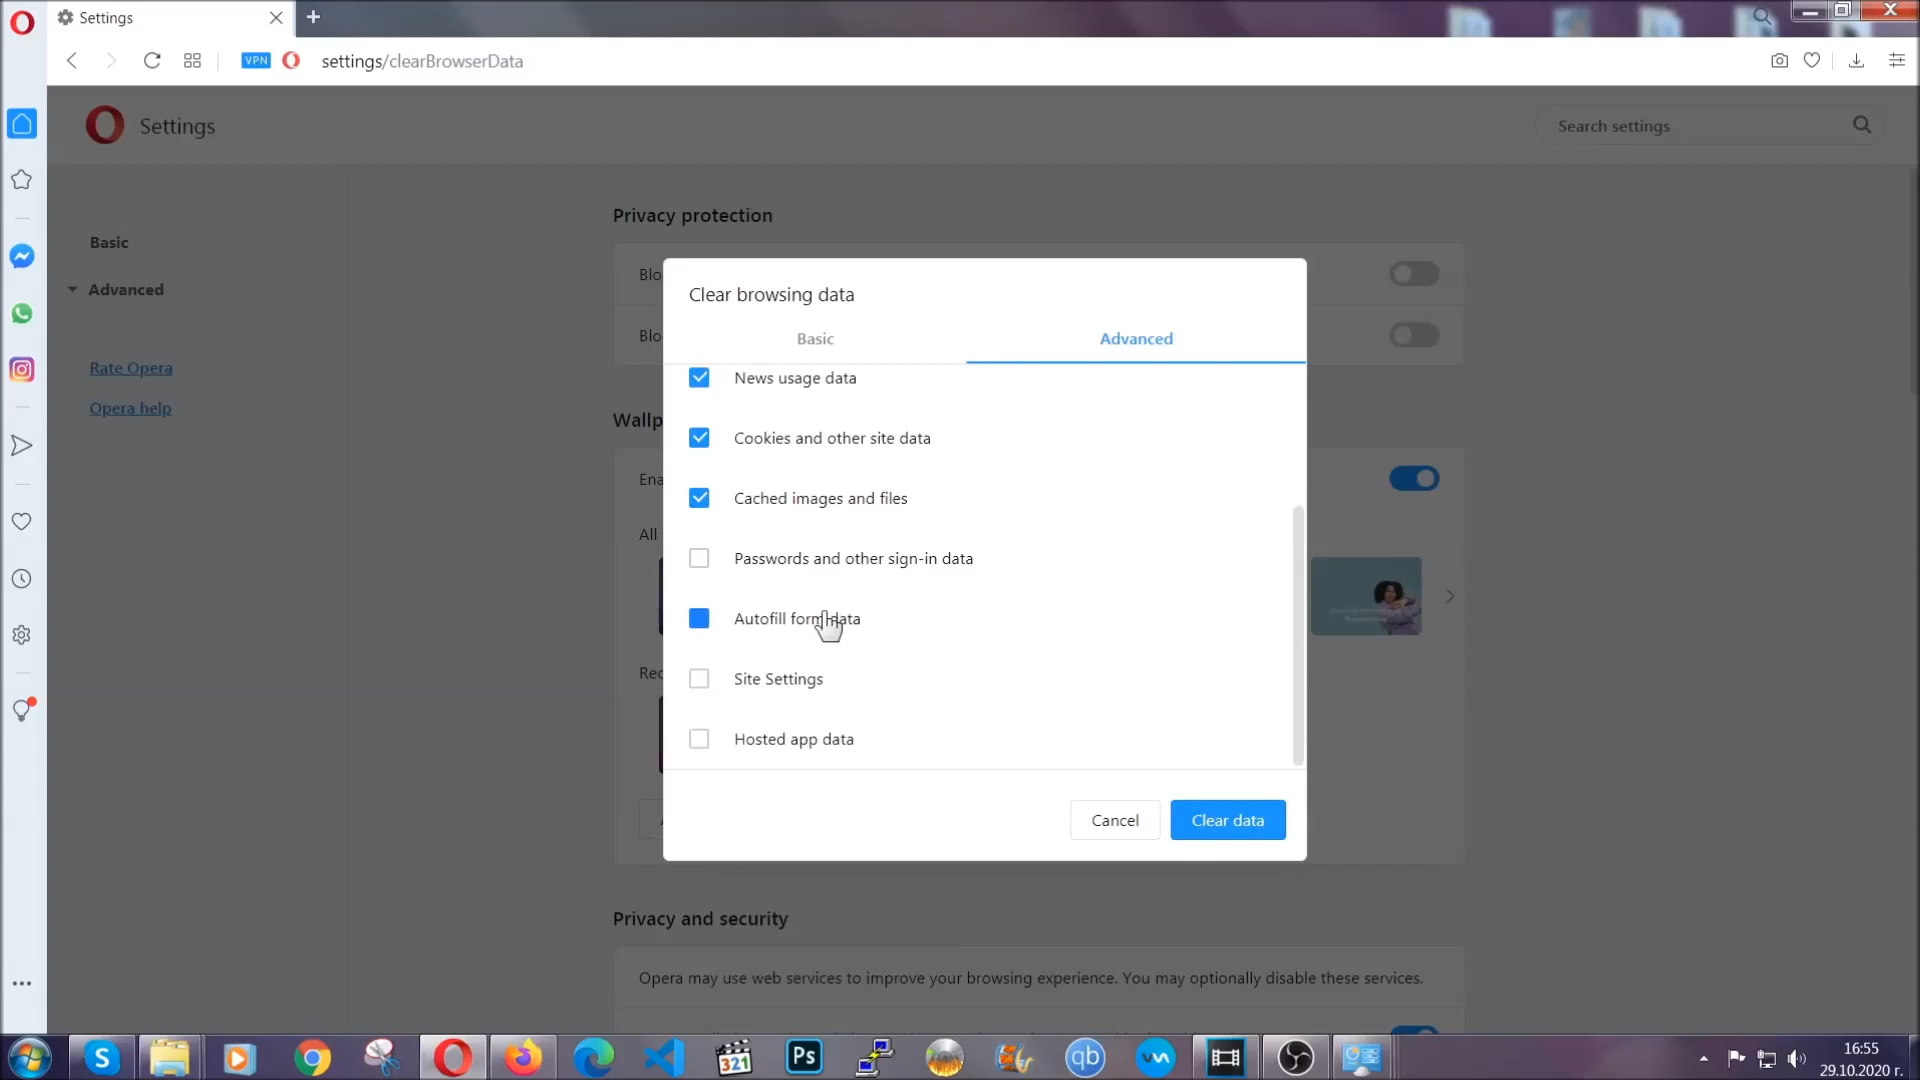 Settings
VPN
settings/clearBrowserData
Settings
Search settings
Basic
Advanced
Rate Opera
Opera help
Privacy protection
Blo
Blo
Wallp
Ena
All
Rec
Clear browsing data
Basic
Advanced
News usage data
Cookies and other site data
Cached images and files
Passwords and other sign-in data
Autofill form data
Site Settings
Hosted app data
Cancel
Clear data
Privacy and security
Opera may use web services to improve your browsing experience. You may optionally disable these services.
S
321
Ps
qb
16:55
29.10.2020 г.